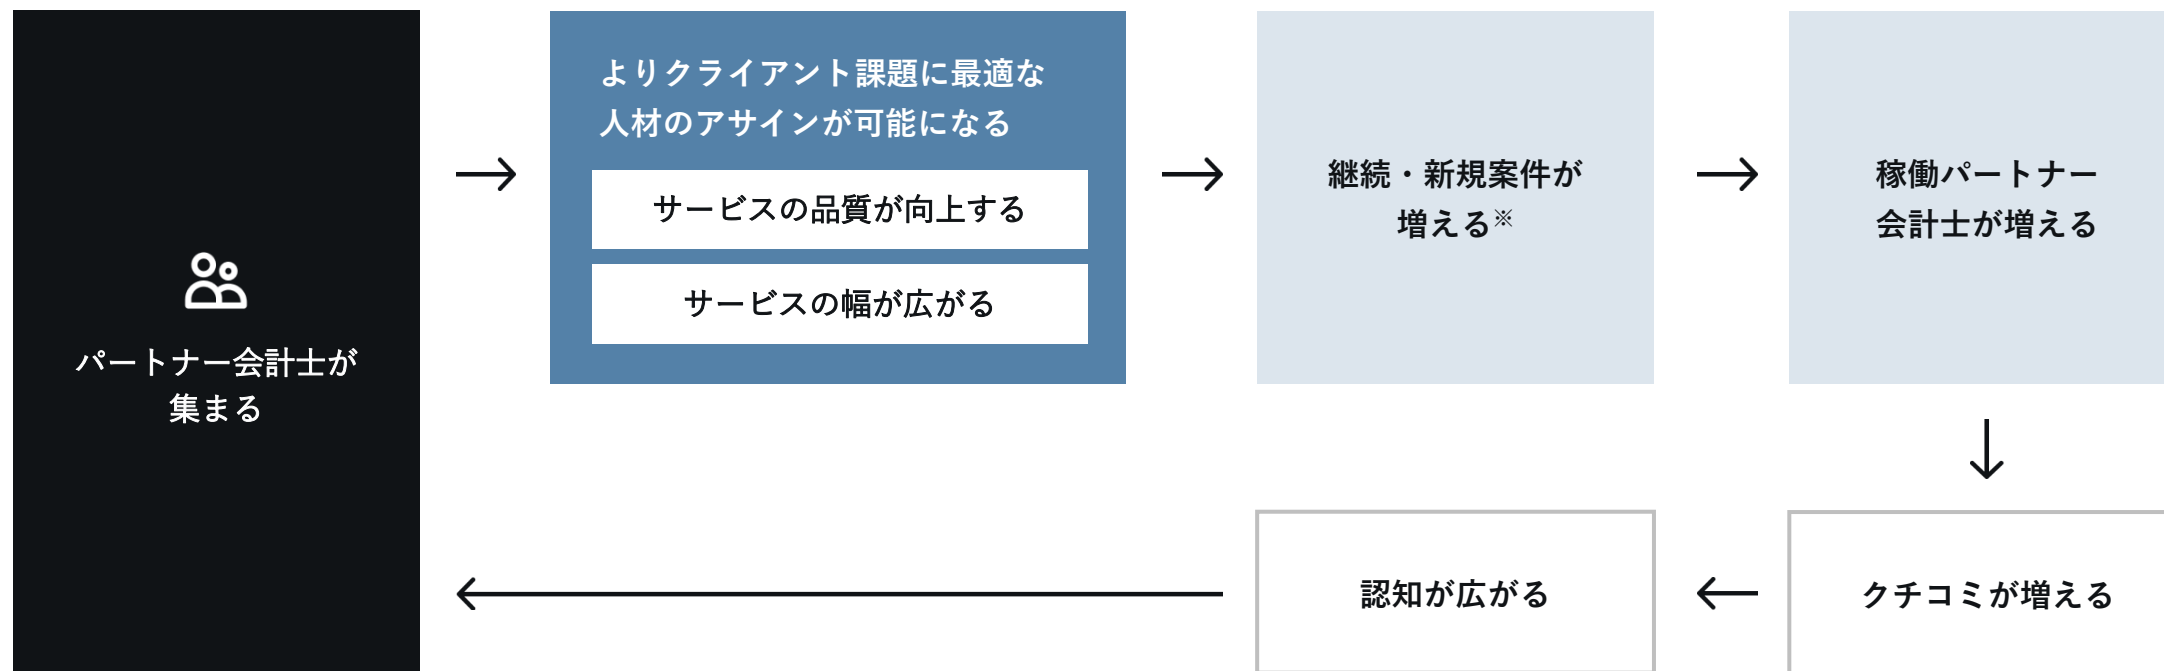 パートナー会計士が
集まる
よりクライアント課題に最適な
人材のアサインが可能になる
サービスの品質が向上する
サービスの幅が広がる
継続・新規案件が
増える※
稼働パートナー
会計士が増える
クチコミが増える
認知が広がる